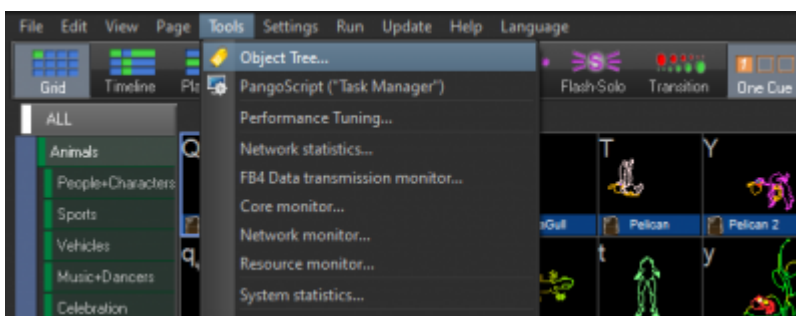 File Edit View Page Tools Settings Run Update Help Language
Object Tree...
Grid Timeline Flash-Solo Transition One Cue
PangoScript ("Task Manager")
ALL
Performance Tuning...
Animals
Q
Network statistics...
T
Y
People+Characters
FB4 Data transmission monitor...
Sports
Core monitor...
Pelican
Pelican 2
Vehicles
Network monitor...
q
t
y
Music+Dancers
Resource monitor...
Celebration
System statistics...